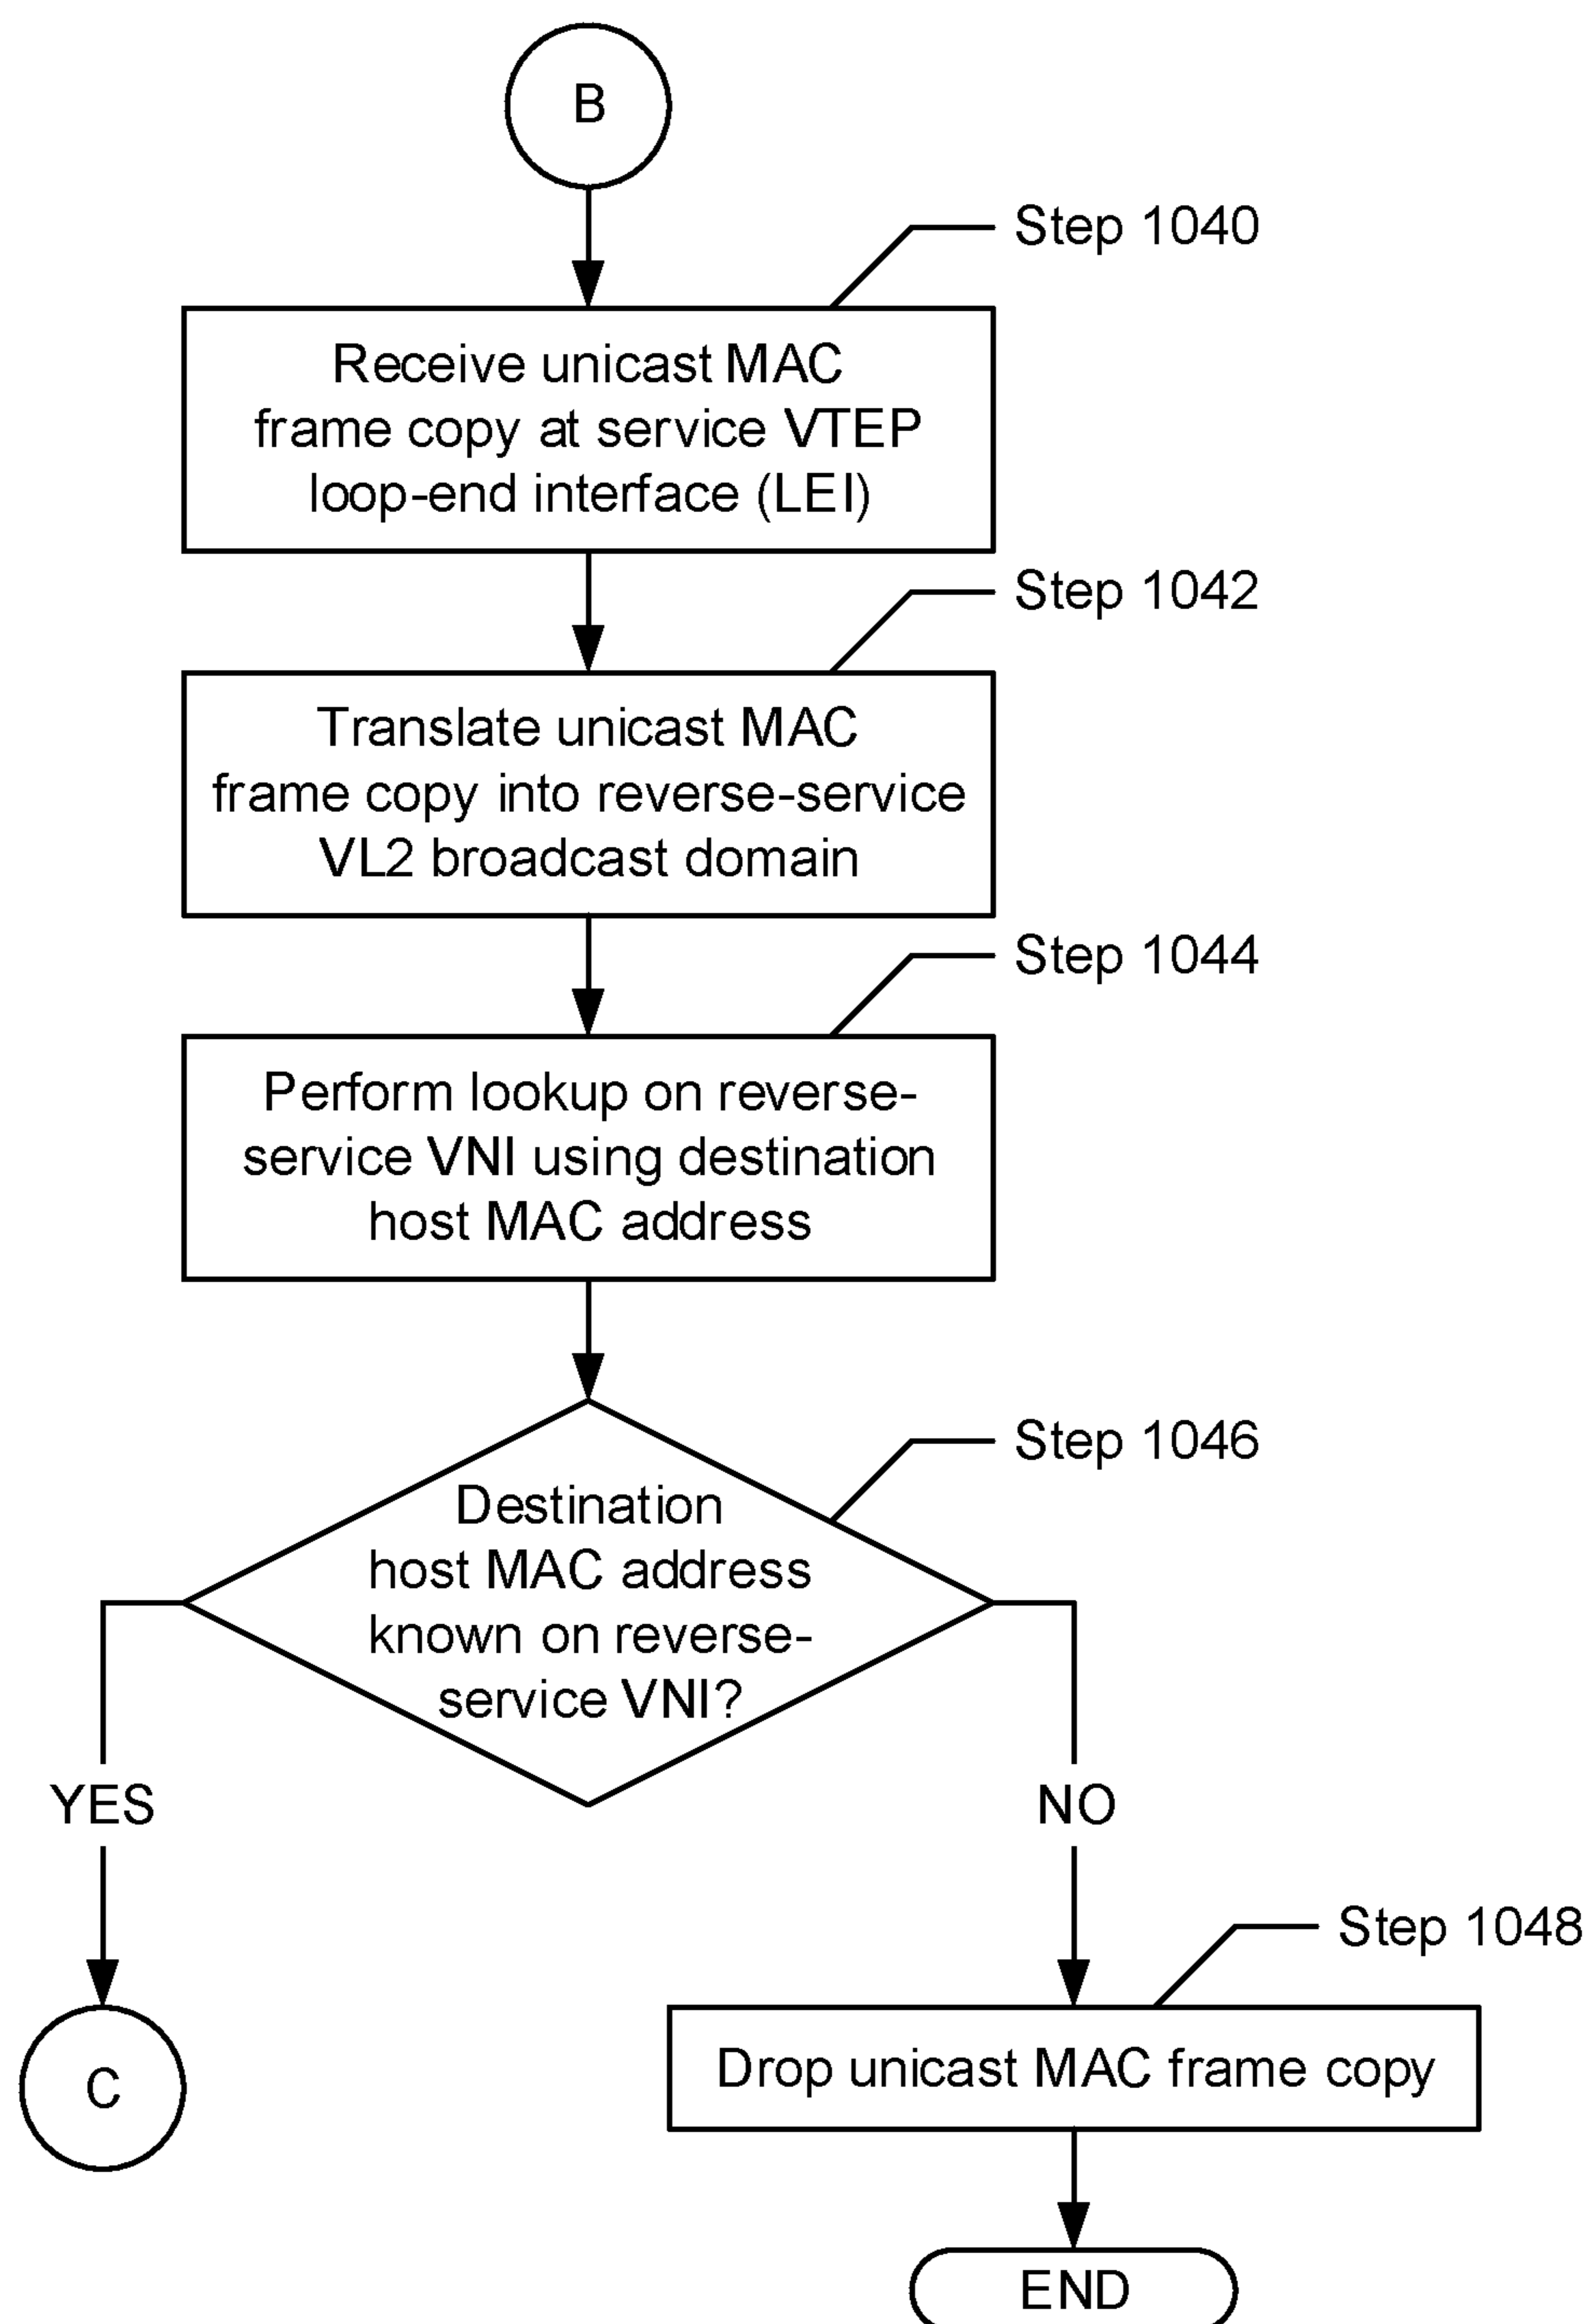 B
Step 1040
Receive unicast MAC
frame copy at service VTEP
loop-end interface (LEI)
Step 1042
Translate unicast MAC
frame copy into reverse-service
VL2 broadcast domain
Step 1044
Perform lookup on reverse-
service VNI using destination
host MAC address
Step 1046
Destination
host MAC address
known on reverse-
service VNI?
YES
NO
Step 1048
C
Drop unicast MAC frame copy
END